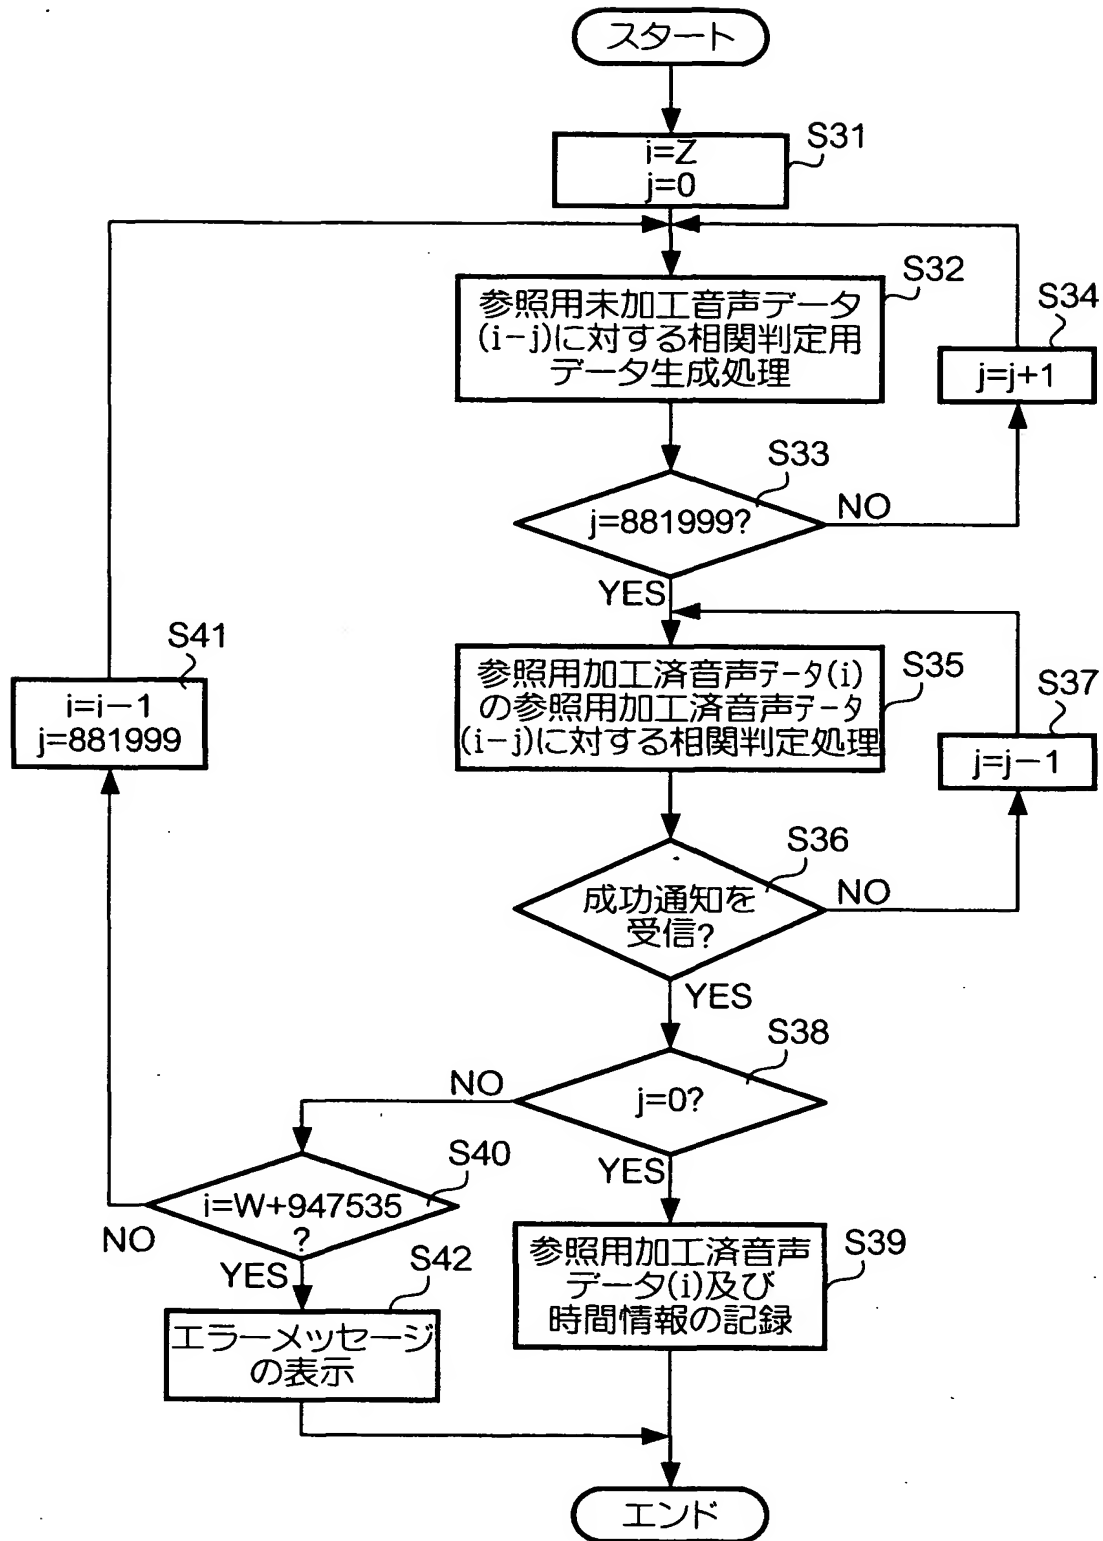 スタート
S31
i=Z
j=0
S32
参照用未加工音声データ
(i-j)に対する相関判定用
データ生成処理
S34
j=j+1
S33
j=881999?
NO
YES
S41
i=i-1
j=881999
S35
参照用加工済音声データ(i)
の参照用加工済音声データ
(i-j)に対する相関判定処理
S37
j=j-1
S36
成功通知を
受信?
NO
YES
S38
j=0?
NO
YES
S40
i=W+947535
?
NO
YES
S39
参照用加工済音声
データ(i)及び
時間情報の記録
S42
エラーメッセージ
の表示
エンド